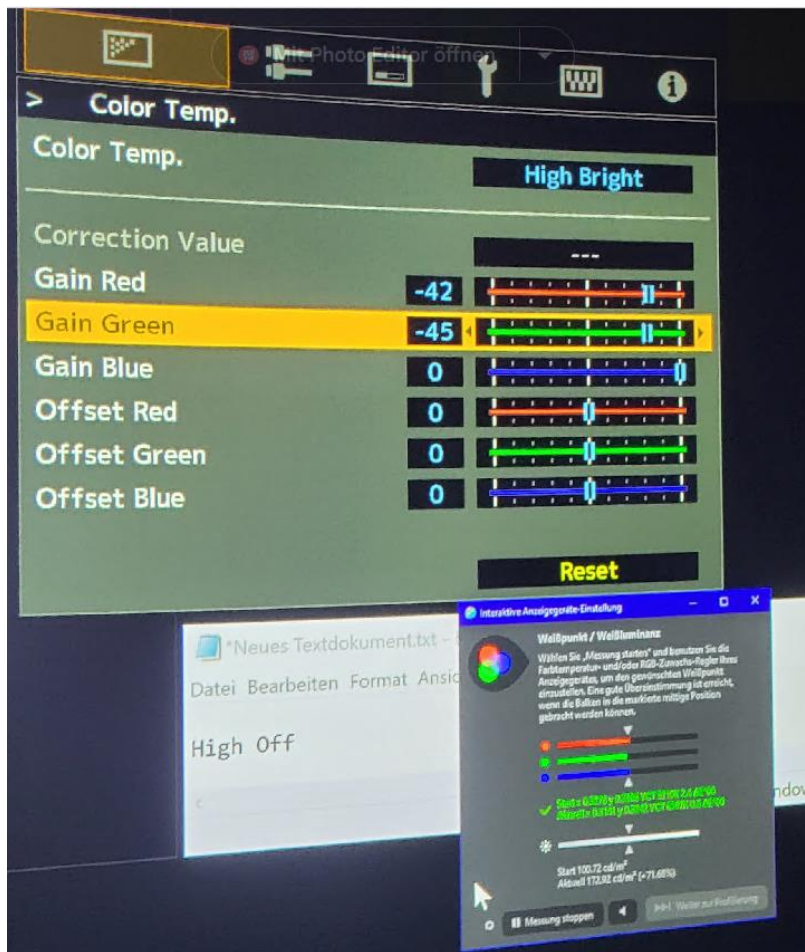 Mit Photo Editor öffnen
> Color Temp.
Color Temp. High Bright
Correction Value ---
Gain Red -42
Gain Green -45
Gain Blue 0
Offset Red 0
Offset Green 0
Offset Blue 0
Reset
Interaktive Anzeigegeräte-Einstellung
*Neues Textdokument.txt –
Datei Bearbeiten Format Ansic
High Off
Weißpunkt / Weißluminanz
Wählen Sie „Messung starten“ und benutzen Sie die
Farbtemperatur- und/oder RGB-Zuwachs-Regler Ihres
Anzeigegerätes, um den gewünschten Weißpunkt
einzustellen. Eine gute Übereinstimmung ist erreicht,
wenn die Balken in die markierte mittige Position
gebracht werden können.
Start 100.72 cd/m²
Aktuell 172.92 cd/m² (+71.68%)
Messung stoppen
Weiter zur Profilierung
ndow